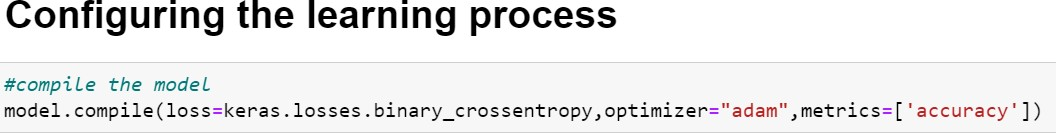 Configuring the learning process
#compile the model
model.compile(loss=keras.losses.binary_crossentropy,optimizer="adam",metrics=['accuracy'])